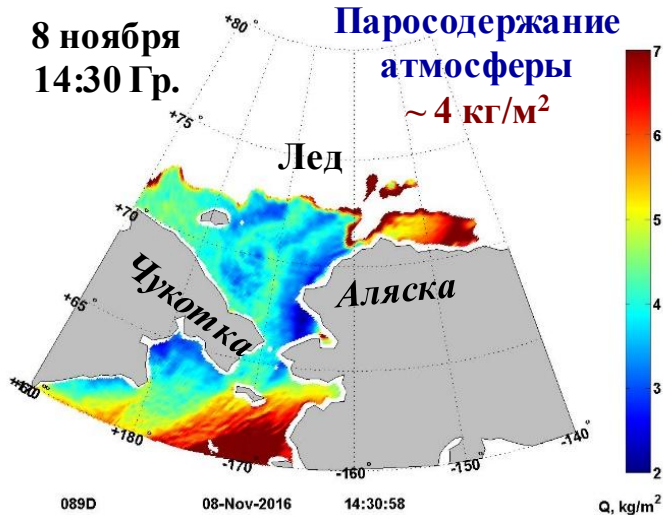 8 ноября
14:30 Гр.
Паросодержание
атмосферы
~ 4 кг/м²
Лед
Чукотка
Аляска
+80°
+75°
+70°
+65°
+180°
-170°
-160°
-150°
-140°
7
6
5
4
3
2
089D
08-Nov-2016
14:30:58
Q, kg/m²